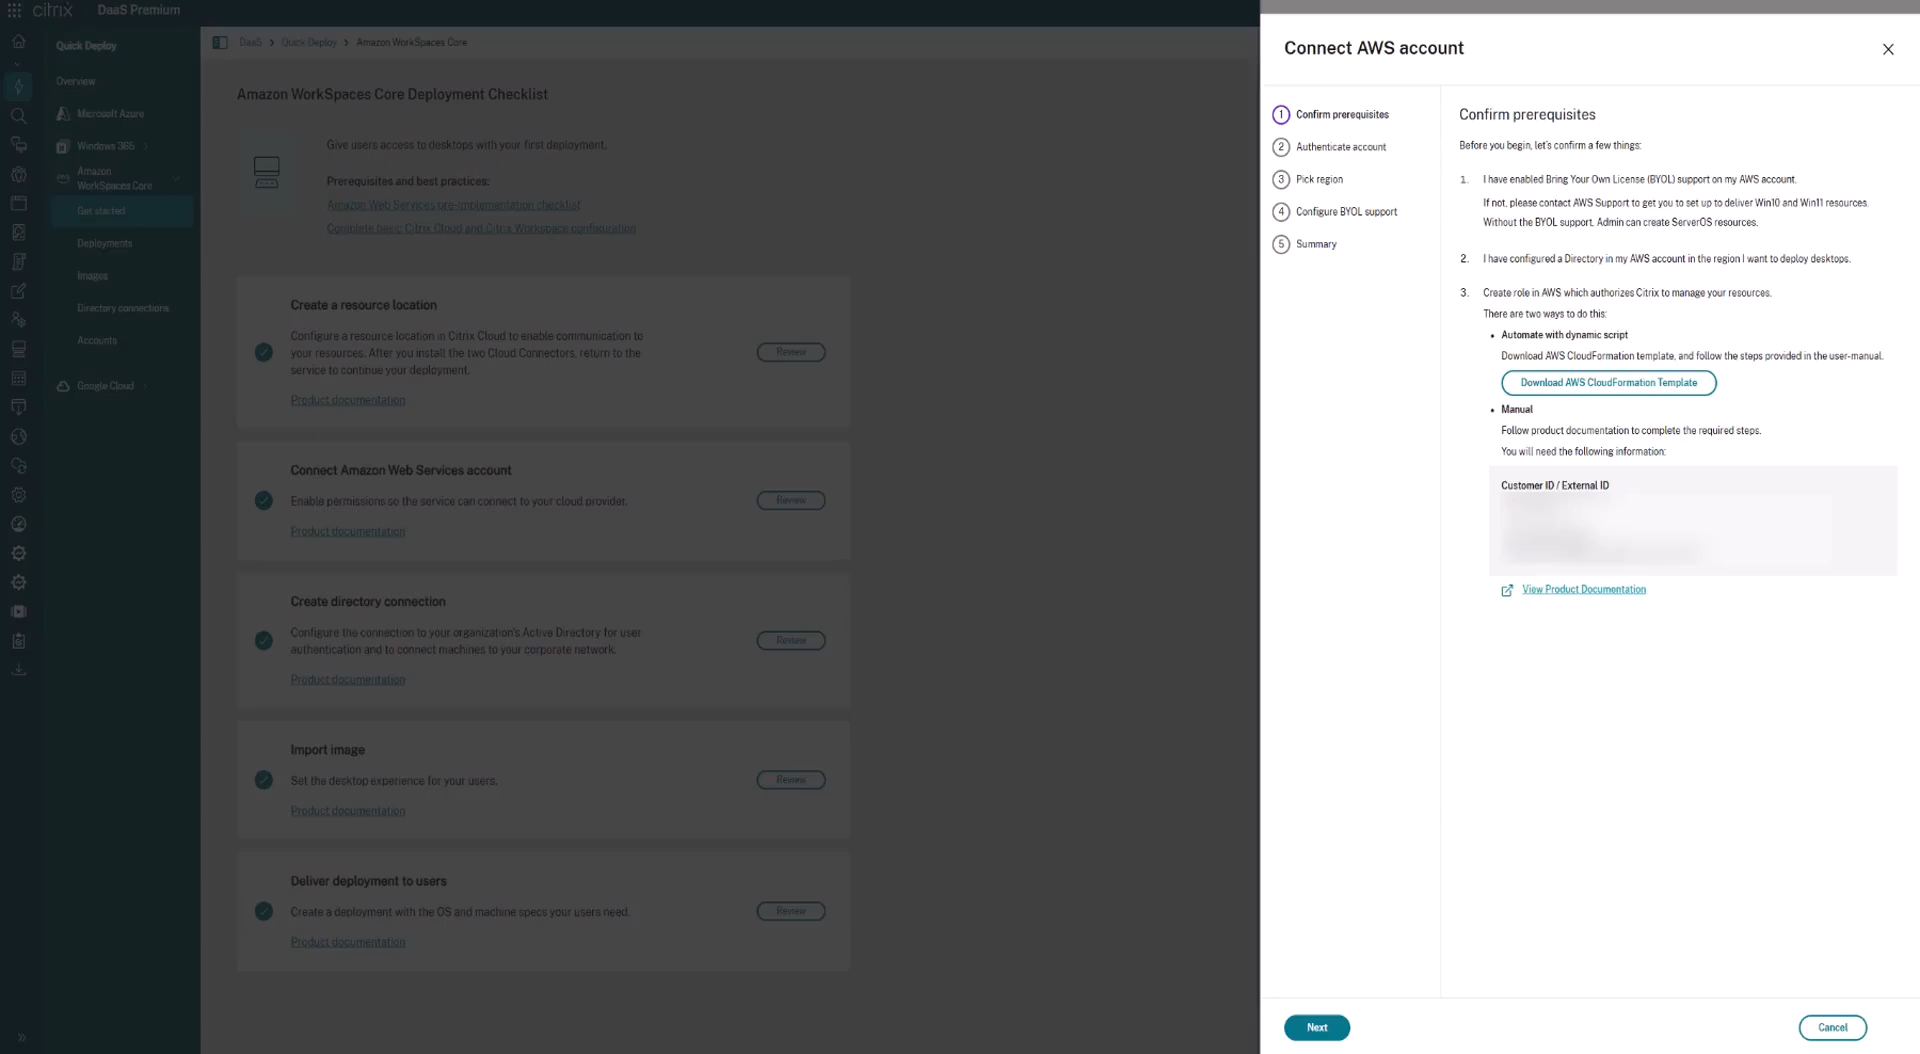 citrix
DaaS Premium
Quick Deploy
Overview
Microsoft Azure
Windows 365
Amazon
WorkSpaces Core
Get started
Deployments
Images
Directory connections
Accounts
Google Cloud
DaaS
Quick Deploy
Amazon WorkSpaces Core
Amazon WorkSpaces Core Deployment Checklist
Give users access to desktops with your first deployment.
Prerequisites and best practices:
Amazon Web Services pre-implementation checklist
Complete basic Citrix Cloud and Citrix Workspace configuration
Create a resource location
Configure a resource location in Citrix Cloud to enable communication to
your resources. After you install the two Cloud Connectors, return to the
service to continue your deployment.
Review
Product documentation
Connect Amazon Web Services account
Enable permissions so the service can connect to your cloud provider.
Review
Product documentation
Create directory connection
Configure the connection to your organization's Active Directory for user
authentication and to connect machines to your corporate network.
Review
Product documentation
Import image
Set the desktop experience for your users.
Review
Product documentation
Deliver deployment to users
Create a deployment with the OS and machine specs your users need.
Review
Product documentation
Connect AWS account
1 Confirm prerequisites
2 Authenticate account
3 Pick region
4 Configure BYOL support
5 Summary
Confirm prerequisites
Before you begin, let's confirm a few things:
1. I have enabled Bring Your Own License (BYOL) support on my AWS account.
If not, please contact AWS Support to get you to set up to deliver Win10 and Win11 resources.
Without the BYOL support, Admin can create ServerOS resources.
2. I have configured a Directory in my AWS account in the region I want to deploy desktops.
3. Create role in AWS which authorizes Citrix to manage your resources.
There are two ways to do this:
• Automate with dynamic script
Download AWS CloudFormation template, and follow the steps provided in the user-manual.
Download AWS CloudFormation Template
• Manual
Follow product documentation to complete the required steps.
You will need the following information:
Customer ID / External ID
View Product Documentation
Next
Cancel